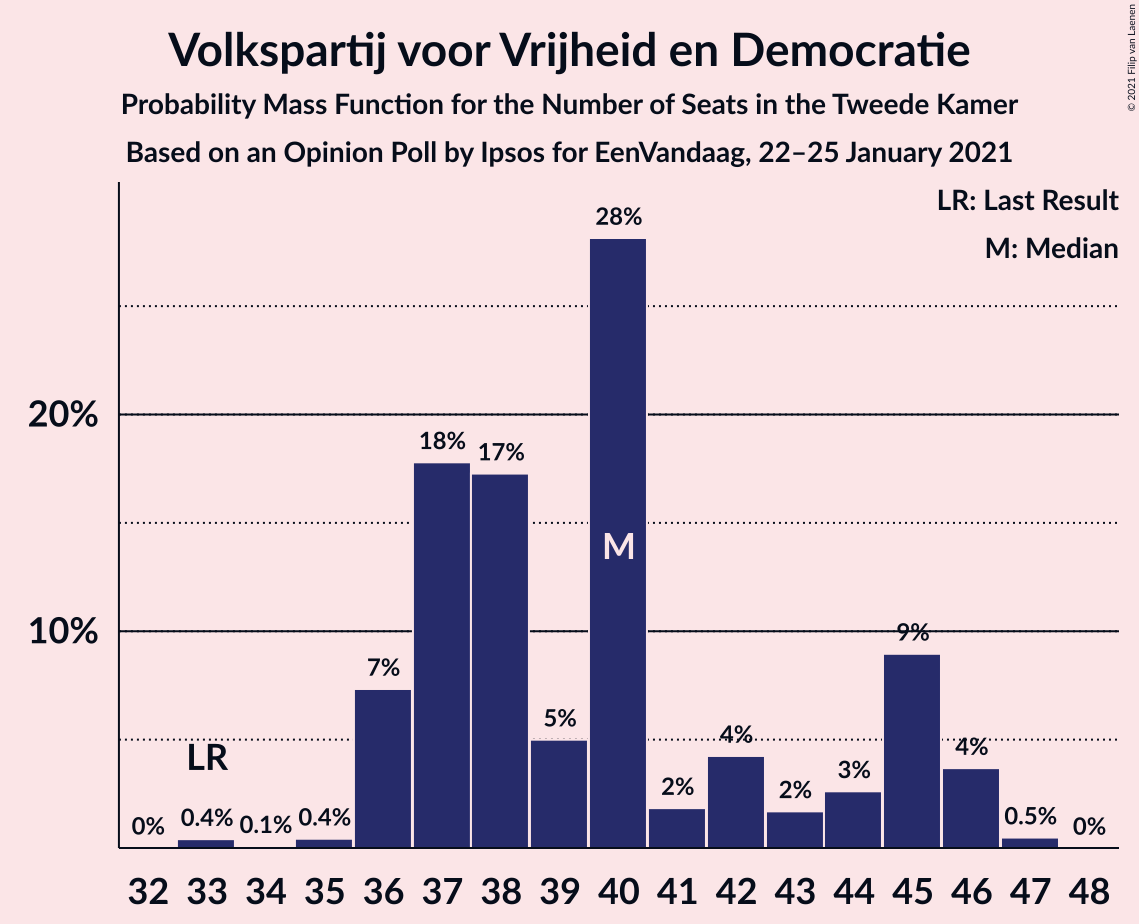 Volkspartij voor Vrijheid en Democratie
Probability Mass Function for the Number of Seats in the Tweede Kamer
Based on an Opinion Poll by Ipsos for EenVandaag, 22–25 January 2021
© 2021 Filip van Laenen
LR: Last Result
M: Median
28%
20%
18%
17%
M
10%
9%
7%
5%
4%
4%
LR
3%
2%
2%
0%
0.4%
0.1%
0.4%
0.5%
0%
32 33 34 35 36 37 38 39 40 41 42 43 44 45 46 47 48